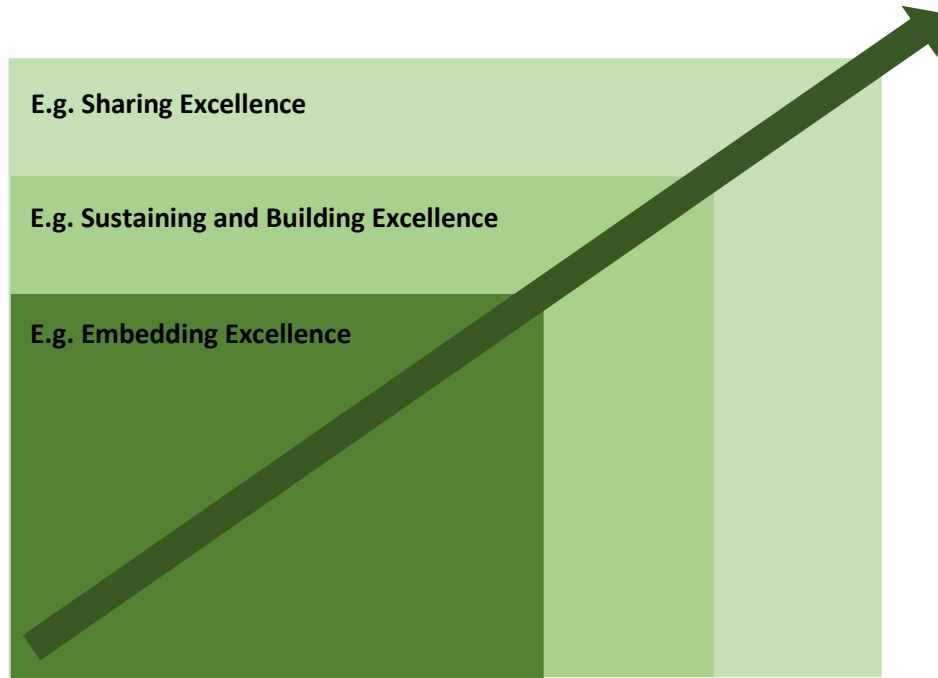 E.g. Sharing Excellence
E.g. Sustaining and Building Excellence
E.g. Embedding Excellence